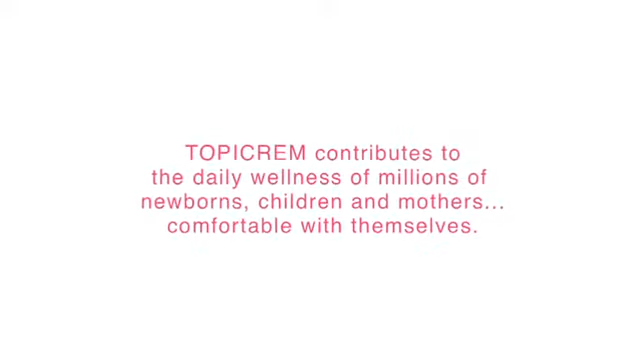 TOPICREM contributes to
the daily wellness of millions of
newborns, children and mothers...
comfortable with themselves.